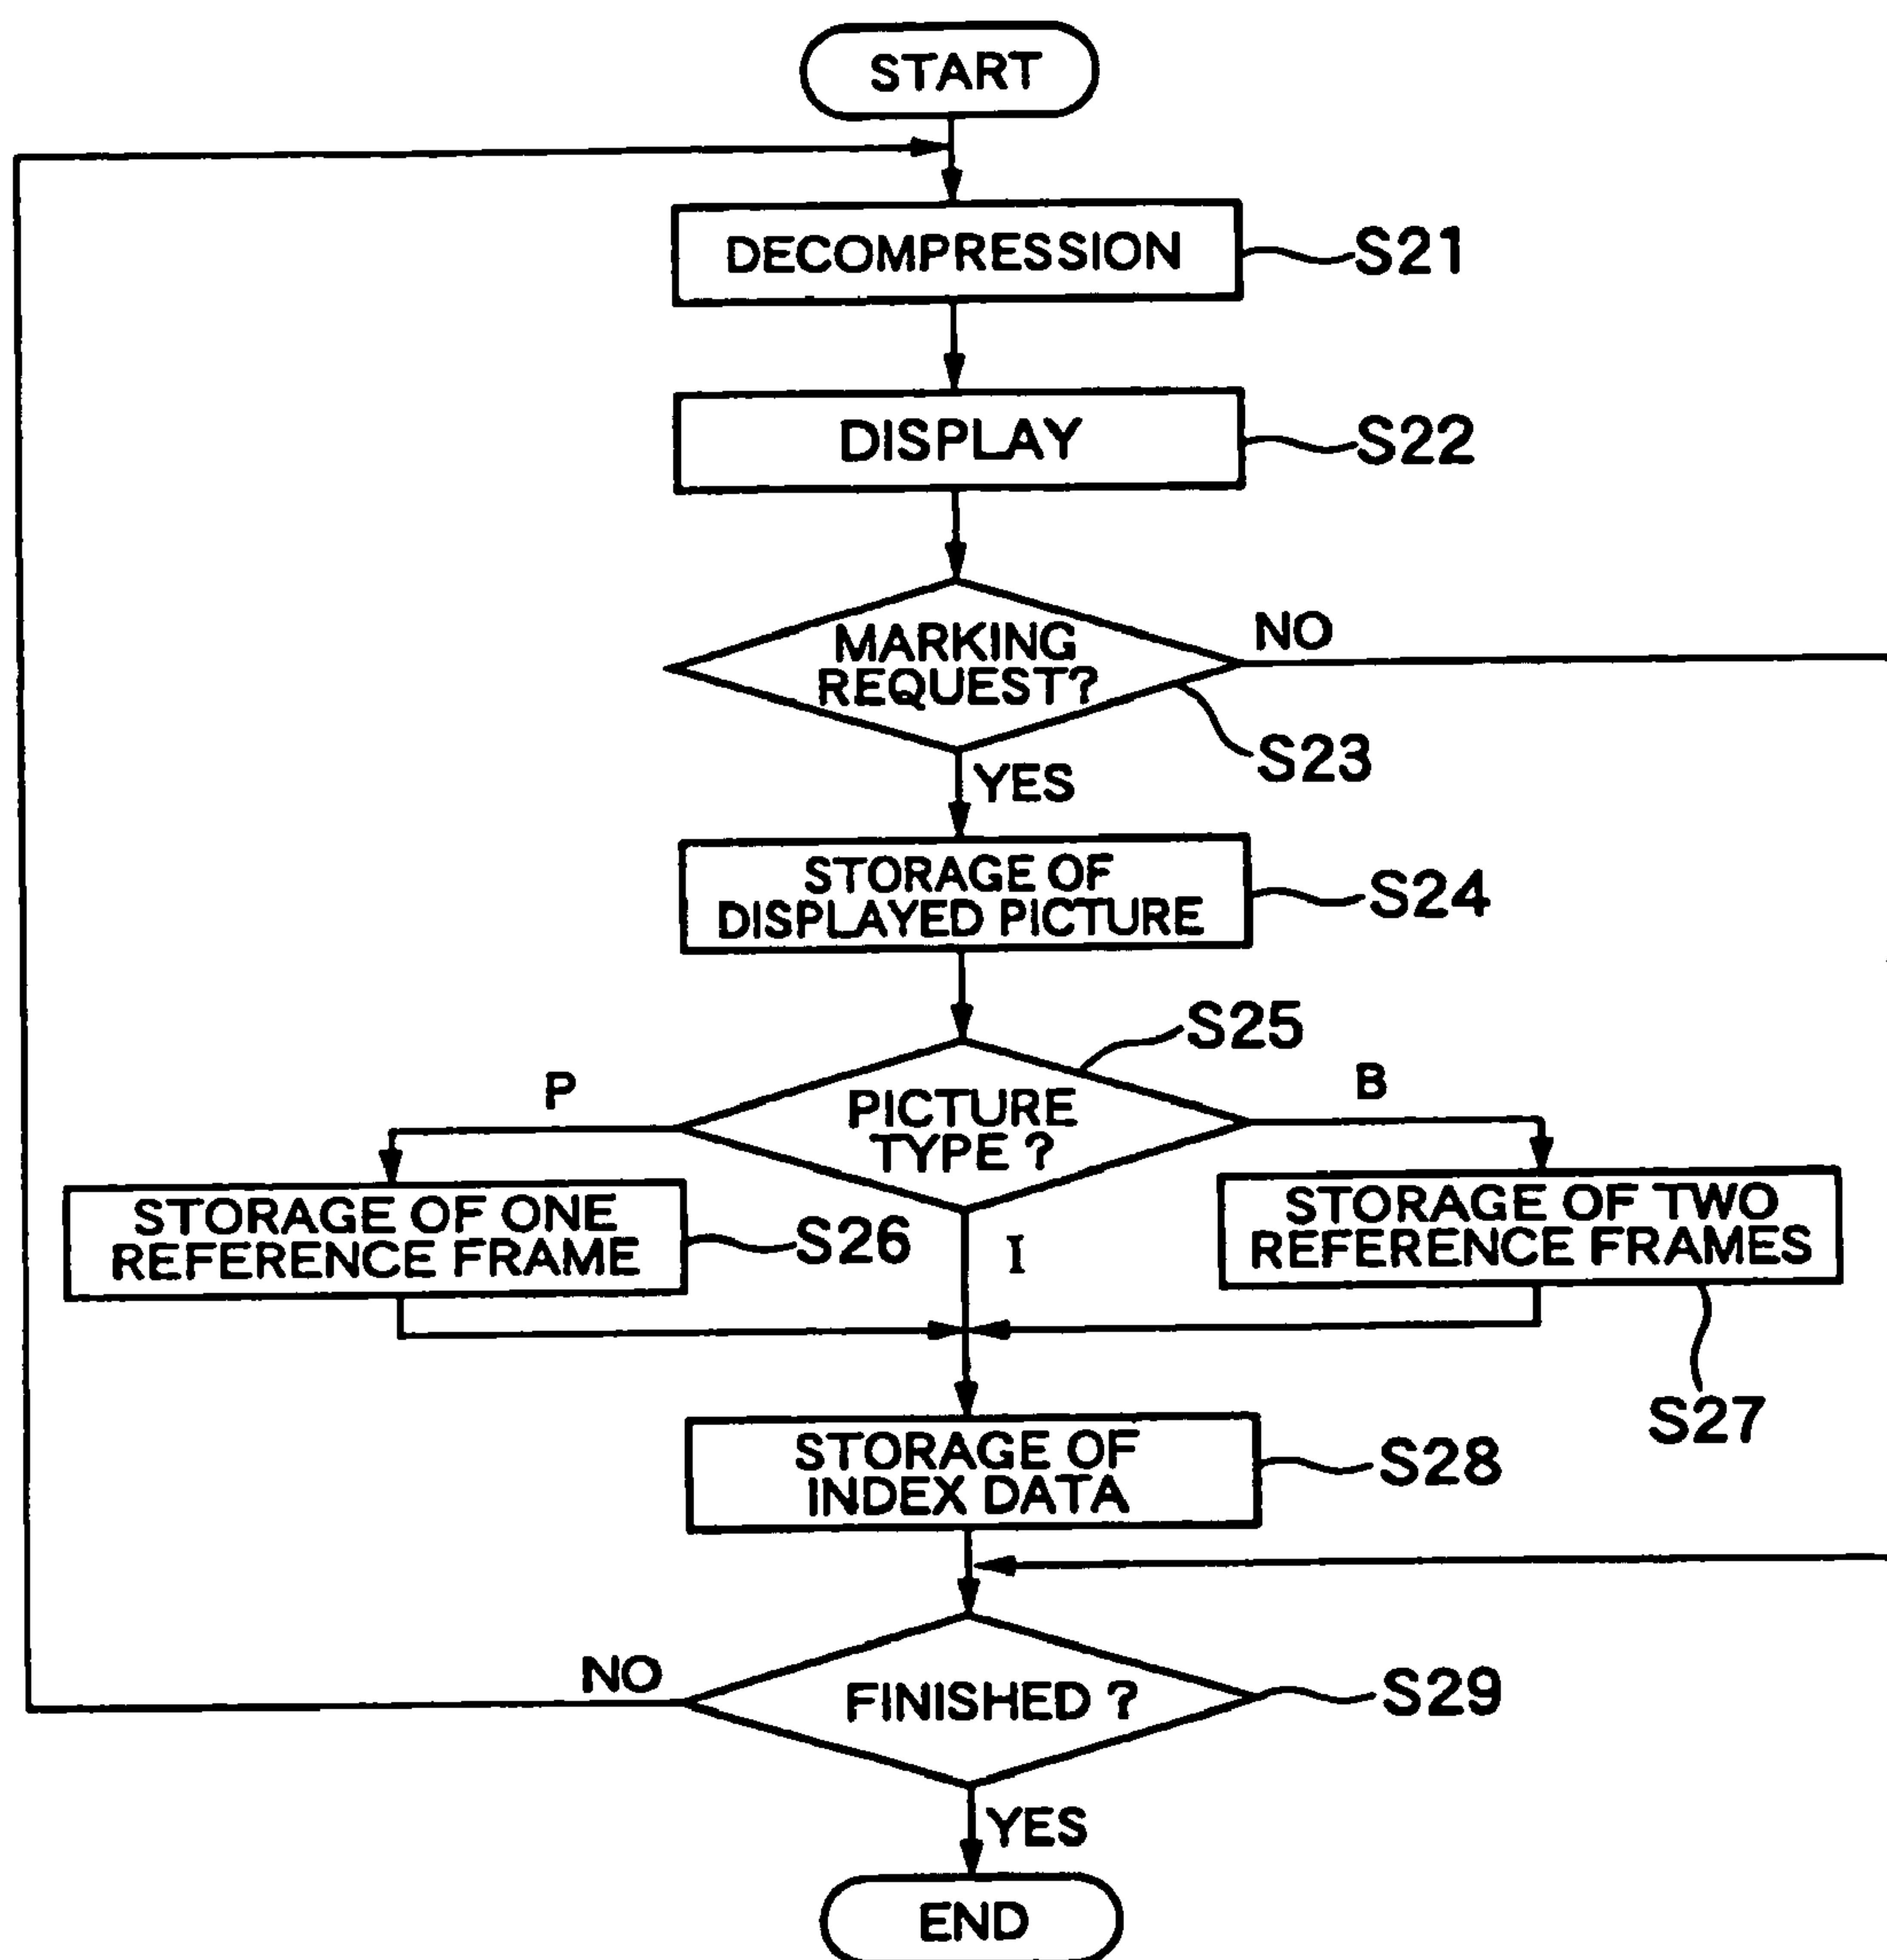 START
DECOMPRESSION
S21
DISPLAY
S22
MARKING
REQUEST?
NO
S23
YES
STORAGE OF
DISPLAYED PICTURE
S24
S25
P
PICTURE
TYPE ?
B
STORAGE OF ONE
REFERENCE FRAME
S26
I
STORAGE OF TWO
REFERENCE FRAMES
S27
STORAGE OF
INDEX DATA
S28
NO
FINISHED ?
S29
YES
END